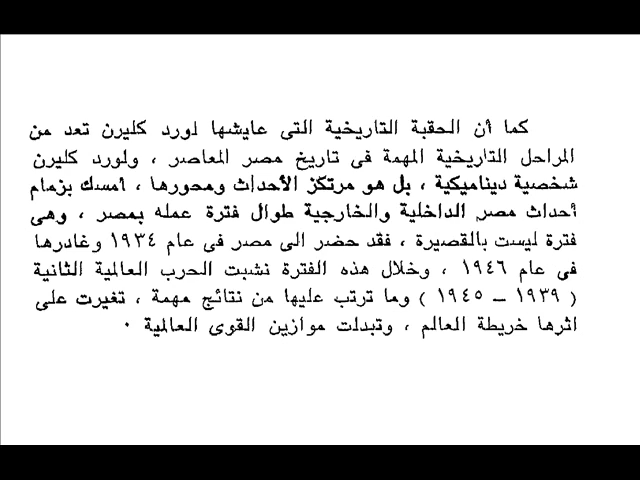 كما أن الحقبة التاريخية التى عايشها لورد كليرن تعد من
المراحل التاريخية المهمة فى تاريخ مصر المعاصر ، ولورد كليرن
شخصية ديناميكية ، بل هو مرتكز الأحداث ومحورها ، امسك بزمام
أحداث مصر الداخلية والخارجية طوال فترة عمله بمصر ، وهى
فترة ليست بالقصيرة ، فقد حضر الى مصر فى عام ١٩٣٤ وغادرها
فى عام ١٩٤٦ ، وخلال هذه الفترة نشبت الحرب العالمية الثانية
( ١٩٣٩ ــ ١٩٤٥ ) وما ترتب عليها من نتائج مهمة ، تغيرت على
اثرها خريطة العالم ، وتبدلت موازين القوى العالمية ٠